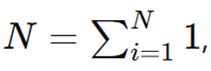 N = ∑_{i=1}^{N} 1,